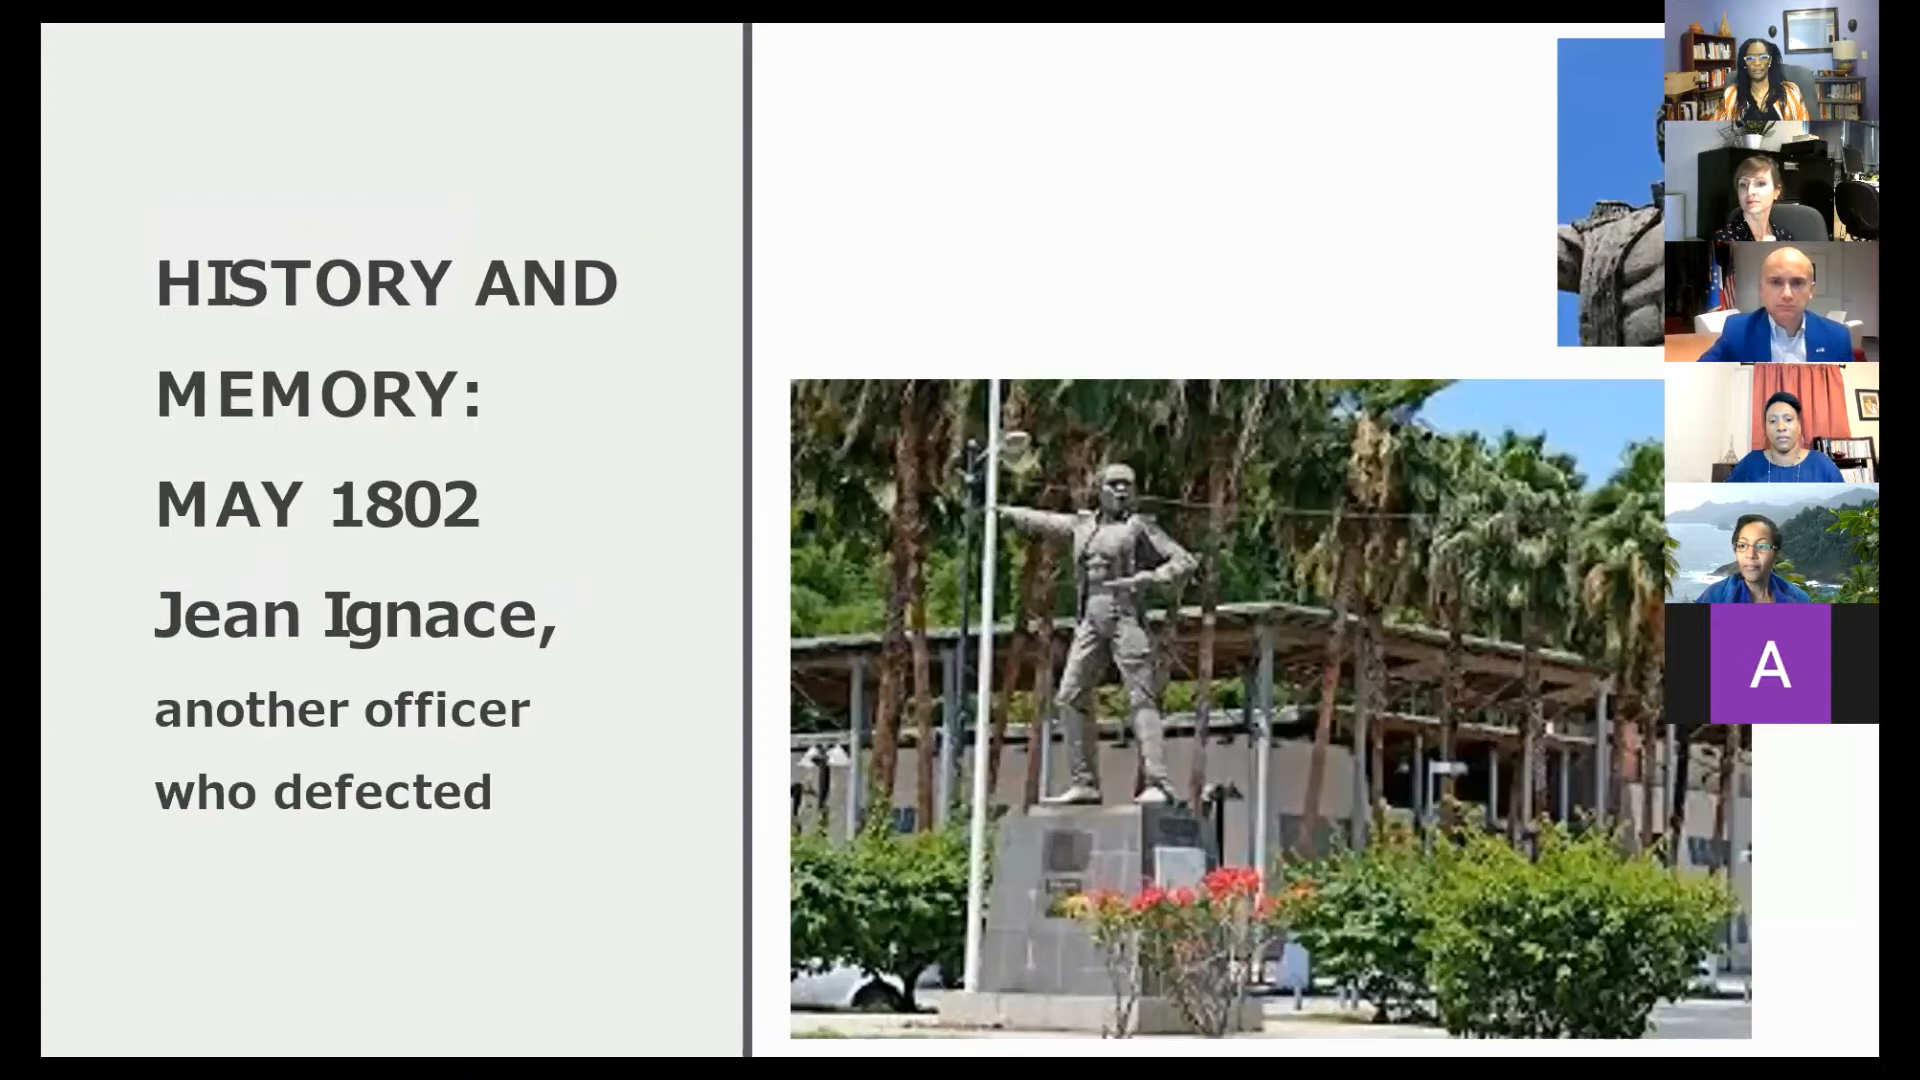 HISTORY AND
MEMORY:
MAY 1802
Jean Ignace,
another officer
who defected
A